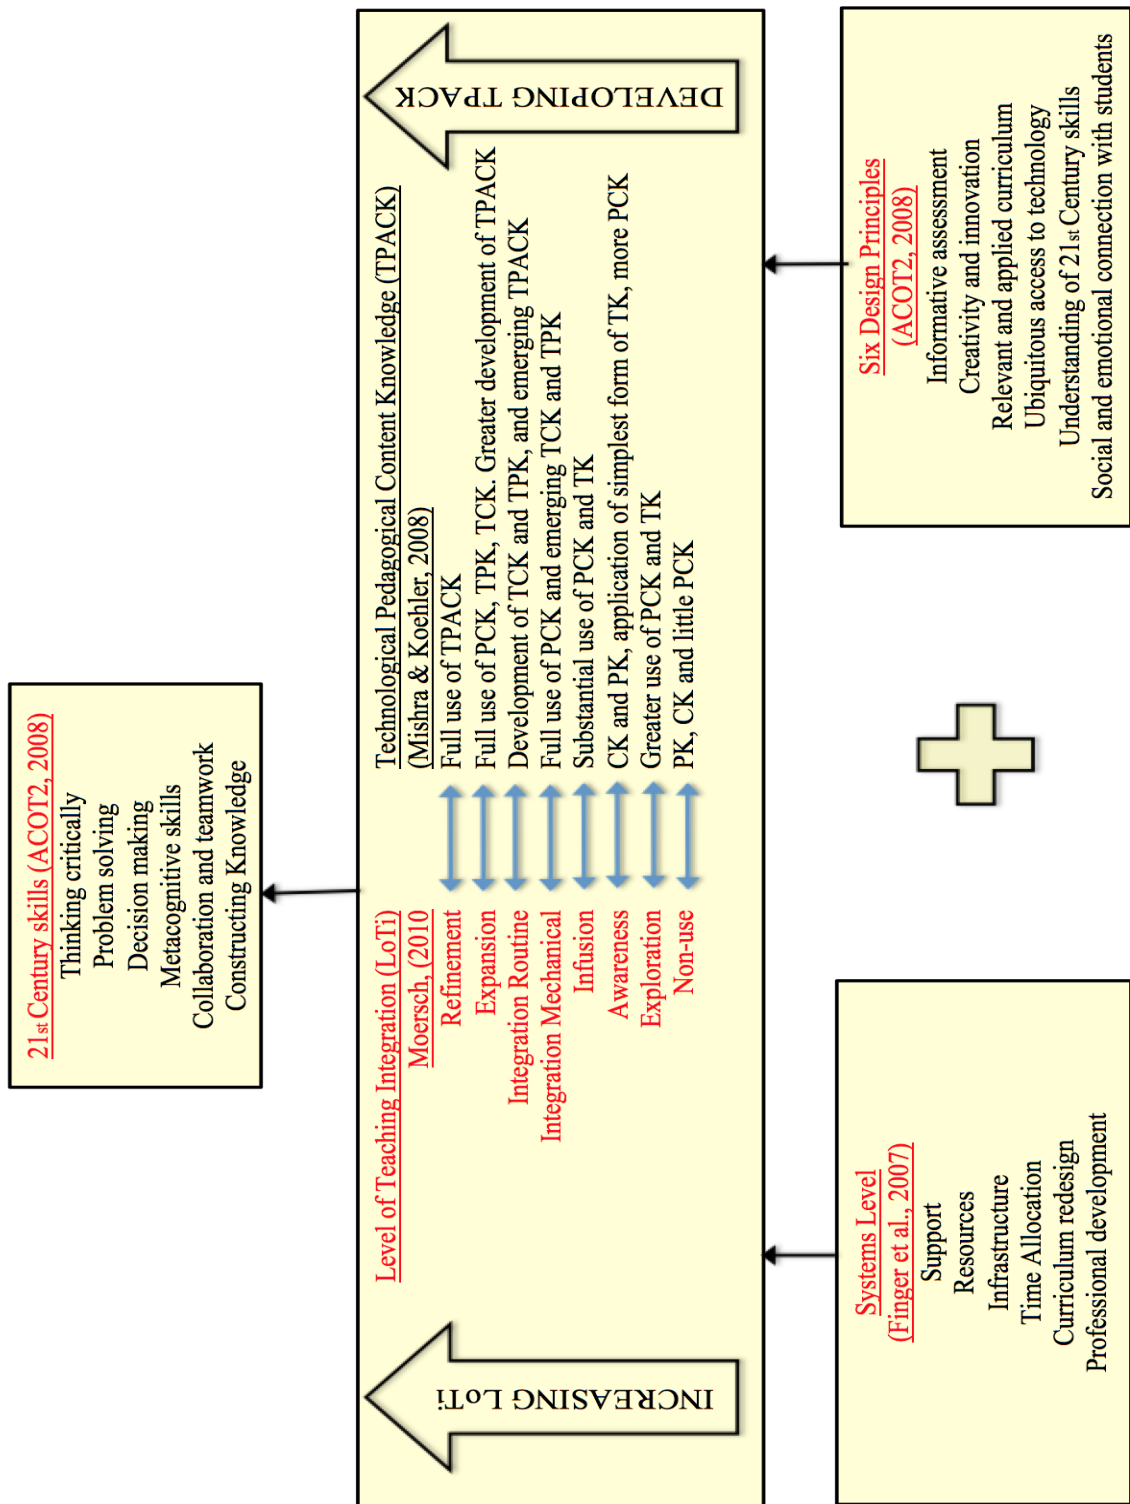 21st Century skills (ACOT2, 2008)
Thinking critically
Problem solving
Decision making
Metacognitive skills
Collaboration and teamwork
Constructing Knowledge
INCREASING LoTi
Level of Teaching Integration (LoTi)
Moersch, (2010
Refinement
Expansion
Integration Routine
Integration Mechanical
Infusion
Awareness
Exploration
Non-use
Technological Pedagogical Content Knowledge (TPACK)
(Mishra & Koehler, 2008)
Full use of TPACK
Full use of PCK, TPK, TCK. Greater development of TPACK
Development of TCK and TPK, and emerging TPACK
Full use of PCK and emerging TCK and TPK
Substantial use of PCK and TK
CK and PK, application of simplest form of TK, more PCK
Greater use of PCK and TK
PK, CK and little PCK
DEVELOPING TPACK
Systems Level
(Finger et al., 2007)
Support
Resources
Infrastructure
Time Allocation
Curriculum redesign
Professional development
Six Design Principles
(ACOT2, 2008)
Informative assessment
Creativity and innovation
Relevant and applied curriculum
Ubiquitous access to technology
Understanding of 21st Century skills
Social and emotional connection with students